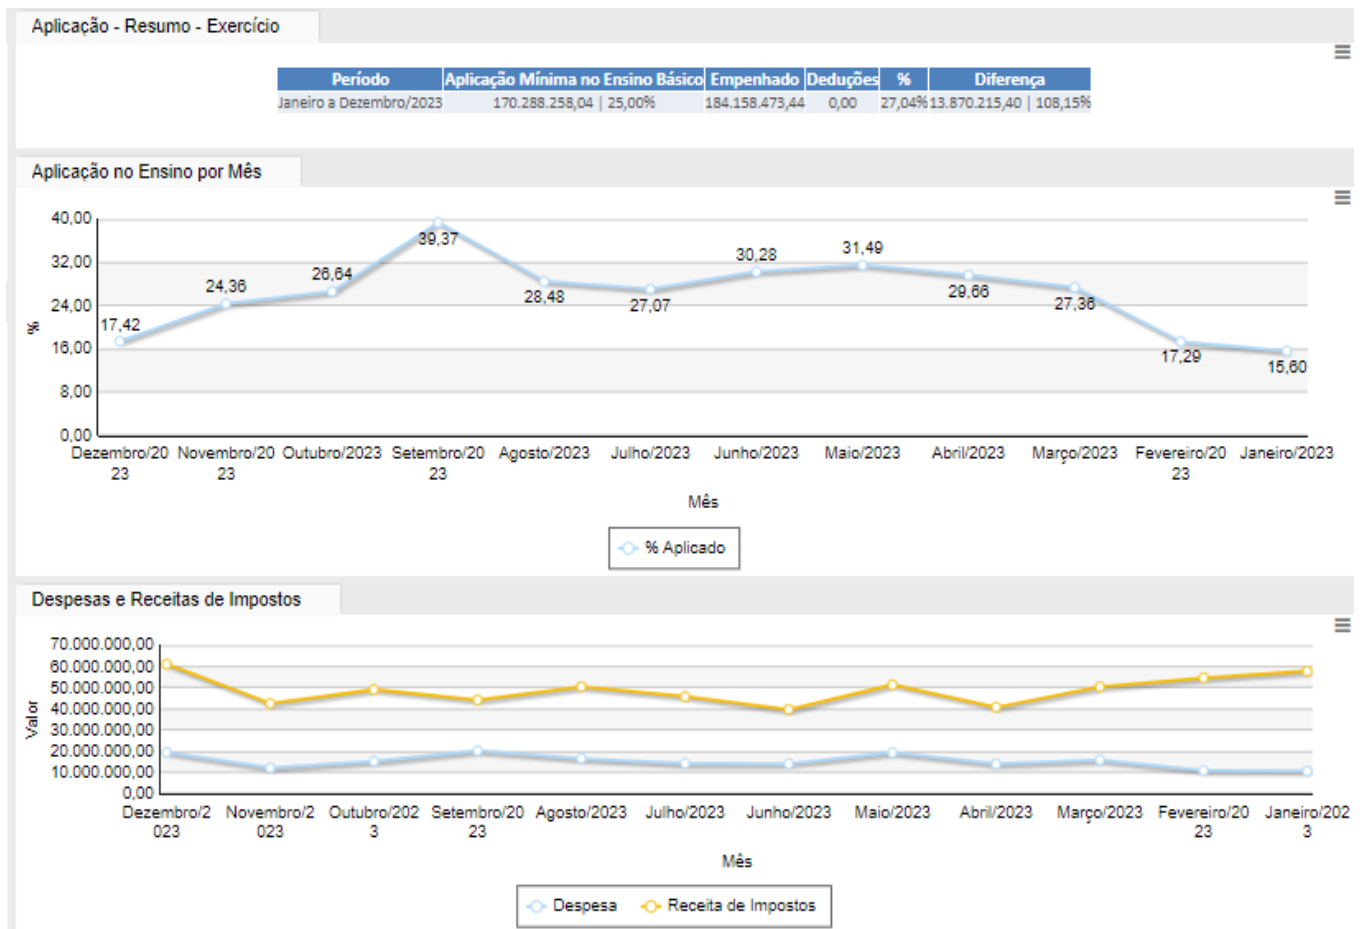 Aplicação - Resumo - Exercício
Período Aplicação Mínima no Ensino Básico Empenhado Deduções % Diferença
Janeiro a Dezembro/2023 170.288.258,04 | 25,00% 184.158.473,44 0,00 27,04% 13.870.215,40 | 108,15%
Aplicação no Ensino por Mês
40,00
32,00
24,00
16,00
8,00
0,00
%
17,42
24,36
26,64
39,37
28,48
27,07
30,28
31,49
29,66
27,36
17,29
15,60
Dezembro/20 Novembro/20 Outubro/2023 Setembro/20 Agosto/2023 Julho/2023 Junho/2023 Maio/2023 Abril/2023 Março/2023 Fevereiro/20 Janeiro/2023
23 23 23 23
Mês
% Aplicado
Despesas e Receitas de Impostos
70.000.000,00
60.000.000,00
50.000.000,00
40.000.000,00
30.000.000,00
20.000.000,00
10.000.000,00
0,00
Valor
Dezembro/2 Novembro/2 Outubro/202 Setembro/20 Agosto/2023 Julho/2023 Junho/2023 Maio/2023 Abril/2023 Março/2023 Fevereiro/20 Janeiro/202
023 023 3 23 23 3
Mês
Despesa Receita de Impostos